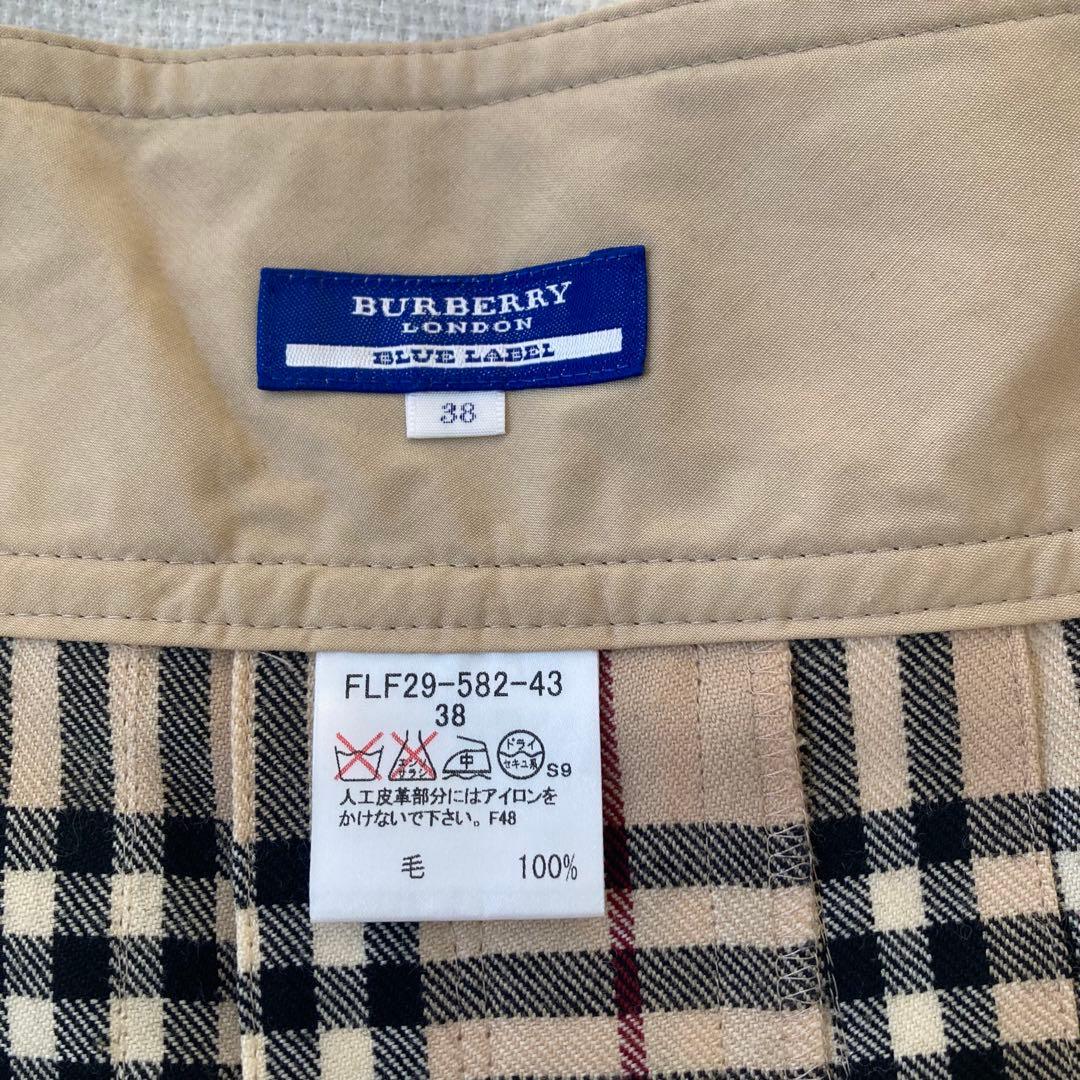 BURBERRY
LONDON
BLUE LABEL
38
FLF29-582-43
38
エンソ サラシ 中 ドライ セキユ系 S9
人工皮革部分にはアイロンを
かけないで下さい。F48
毛 100%